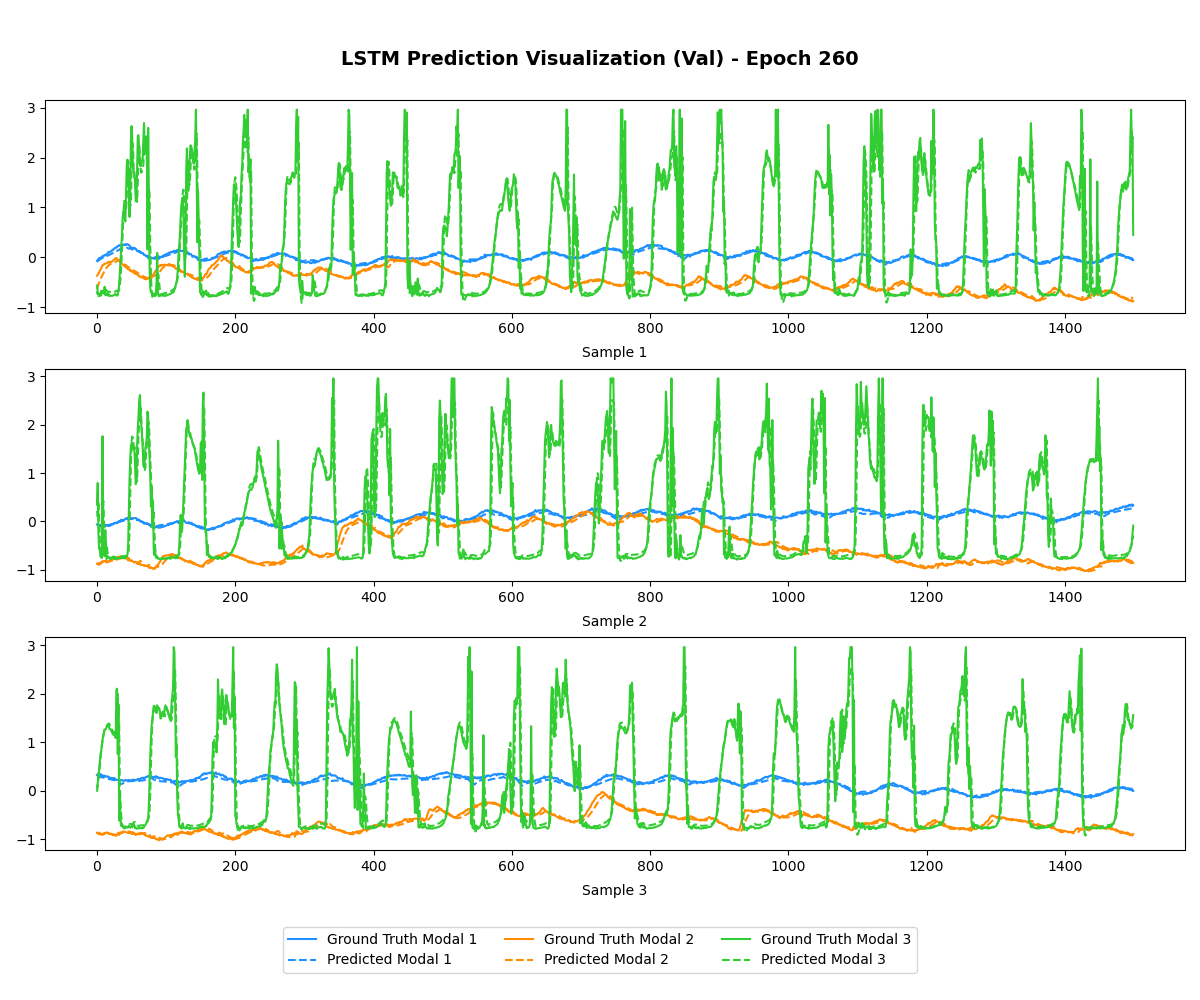 LSTM Prediction Visualization (Val) - Epoch 260
3
2
1
0
−1
0 200 400 600 800 1000 1200 1400
Sample 1
3
2
1
0
−1
0 200 400 600 800 1000 1200 1400
Sample 2
3
2
1
0
−1
0 200 400 600 800 1000 1200 1400
Sample 3
Ground Truth Modal 1 Ground Truth Modal 2 Ground Truth Modal 3
Predicted Modal 1 Predicted Modal 2 Predicted Modal 3